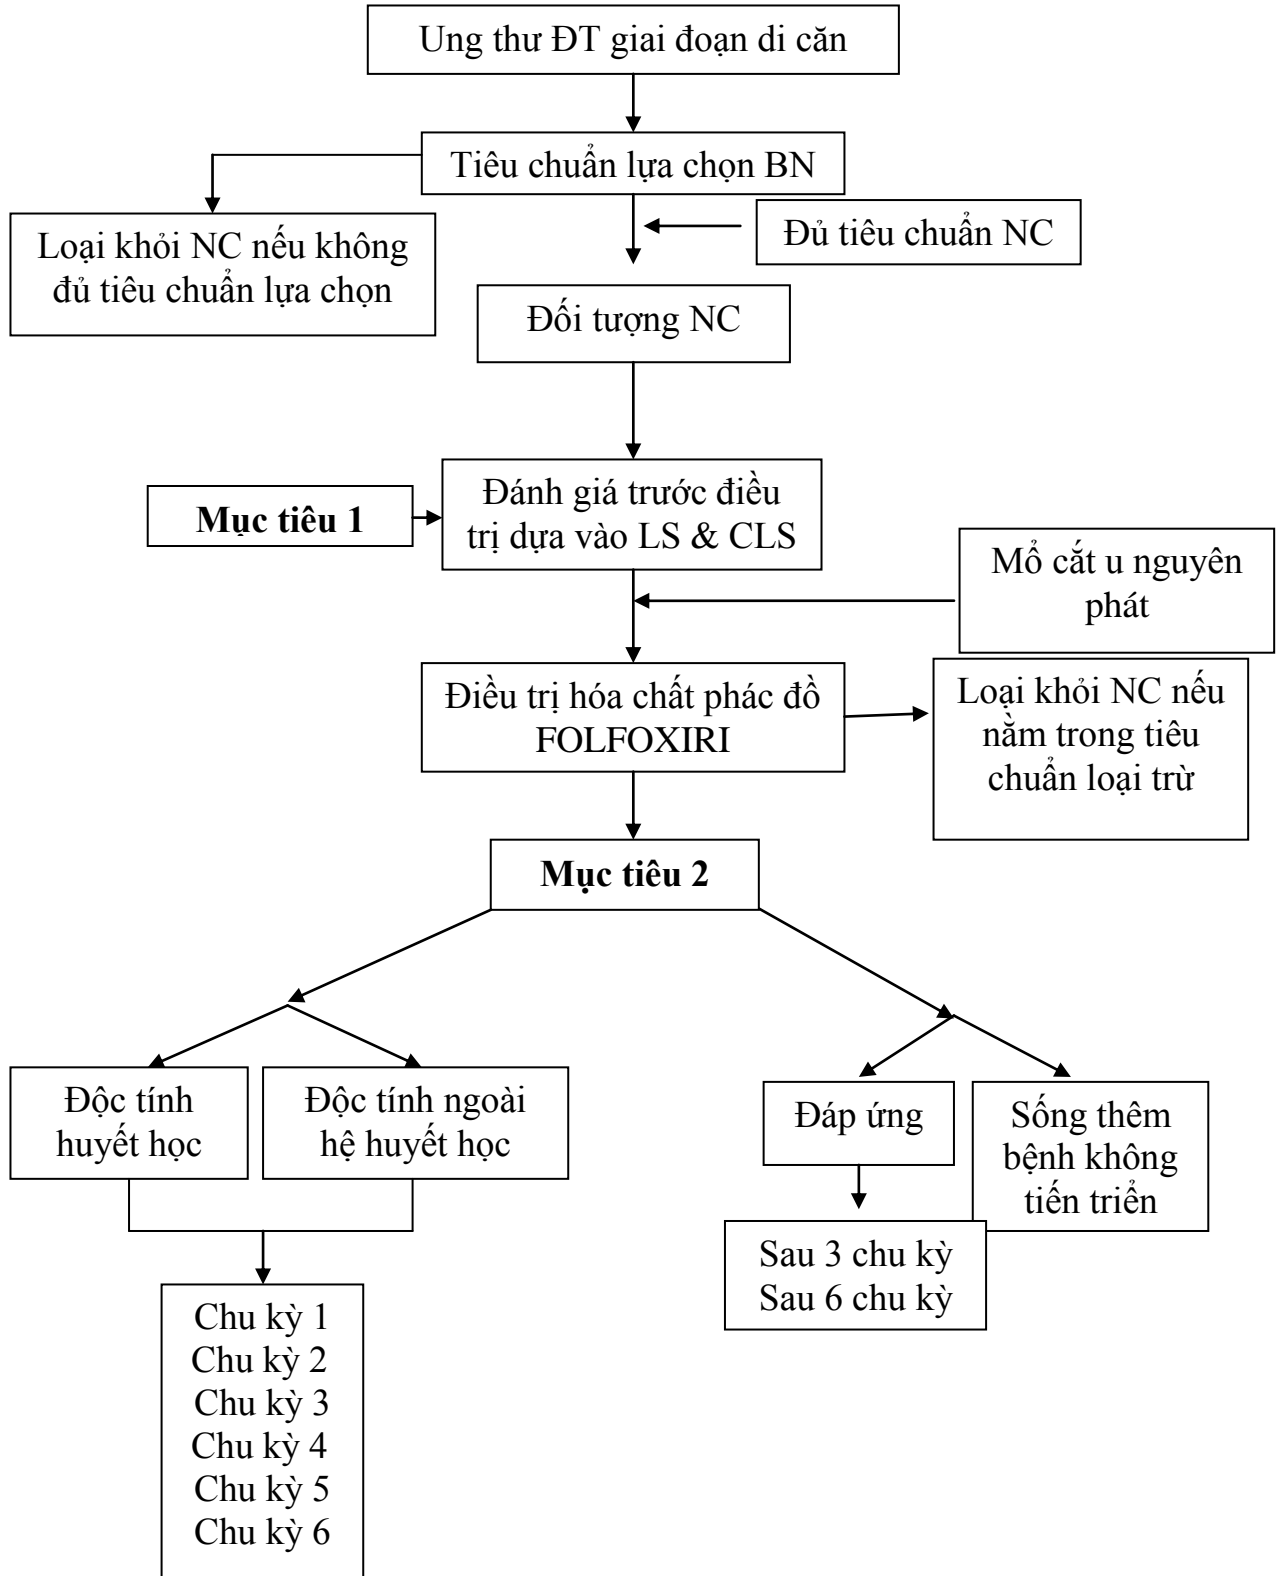 Ung thư ĐT giai đoạn di căn
Tiêu chuẩn lựa chọn BN
Loại khỏi NC nếu không
đủ tiêu chuẩn lựa chọn
Đủ tiêu chuẩn NC
Đối tượng NC
Mục tiêu 1
Đánh giá trước điều
trị dựa vào LS & CLS
Mổ cắt u nguyên
phát
Điều trị hóa chất phác đồ
FOLFOXIRI
Loại khỏi NC nếu
nằm trong tiêu
chuẩn loại trừ
Mục tiêu 2
Độc tính
huyết học
Độc tính ngoài
hệ huyết học
Đáp ứng
Sống thêm
bệnh không
tiến triển
Sau 3 chu kỳ
Sau 6 chu kỳ
Chu kỳ 1
Chu kỳ 2
Chu kỳ 3
Chu kỳ 4
Chu kỳ 5
Chu kỳ 6